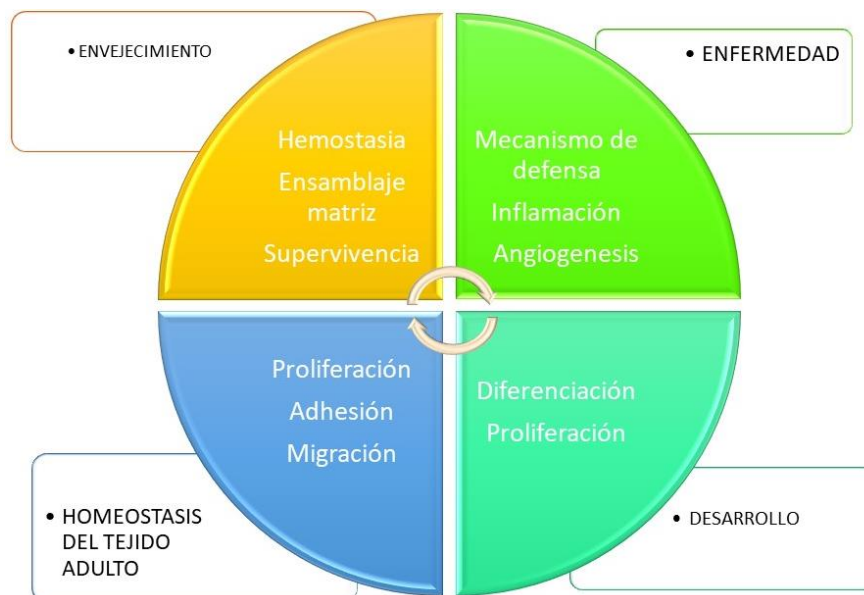 • ENVEJECIMIENTO
• ENFERMEDAD
Hemostasia
Ensamblaje
matriz
Supervivencia
Mecanismo de
defensa
Inflamación
Angiogenesis
Proliferación
Adhesión
Migración
Diferenciación
Proliferación
• HOMEOSTASIS
DEL TEJIDO
ADULTO
• DESARROLLO